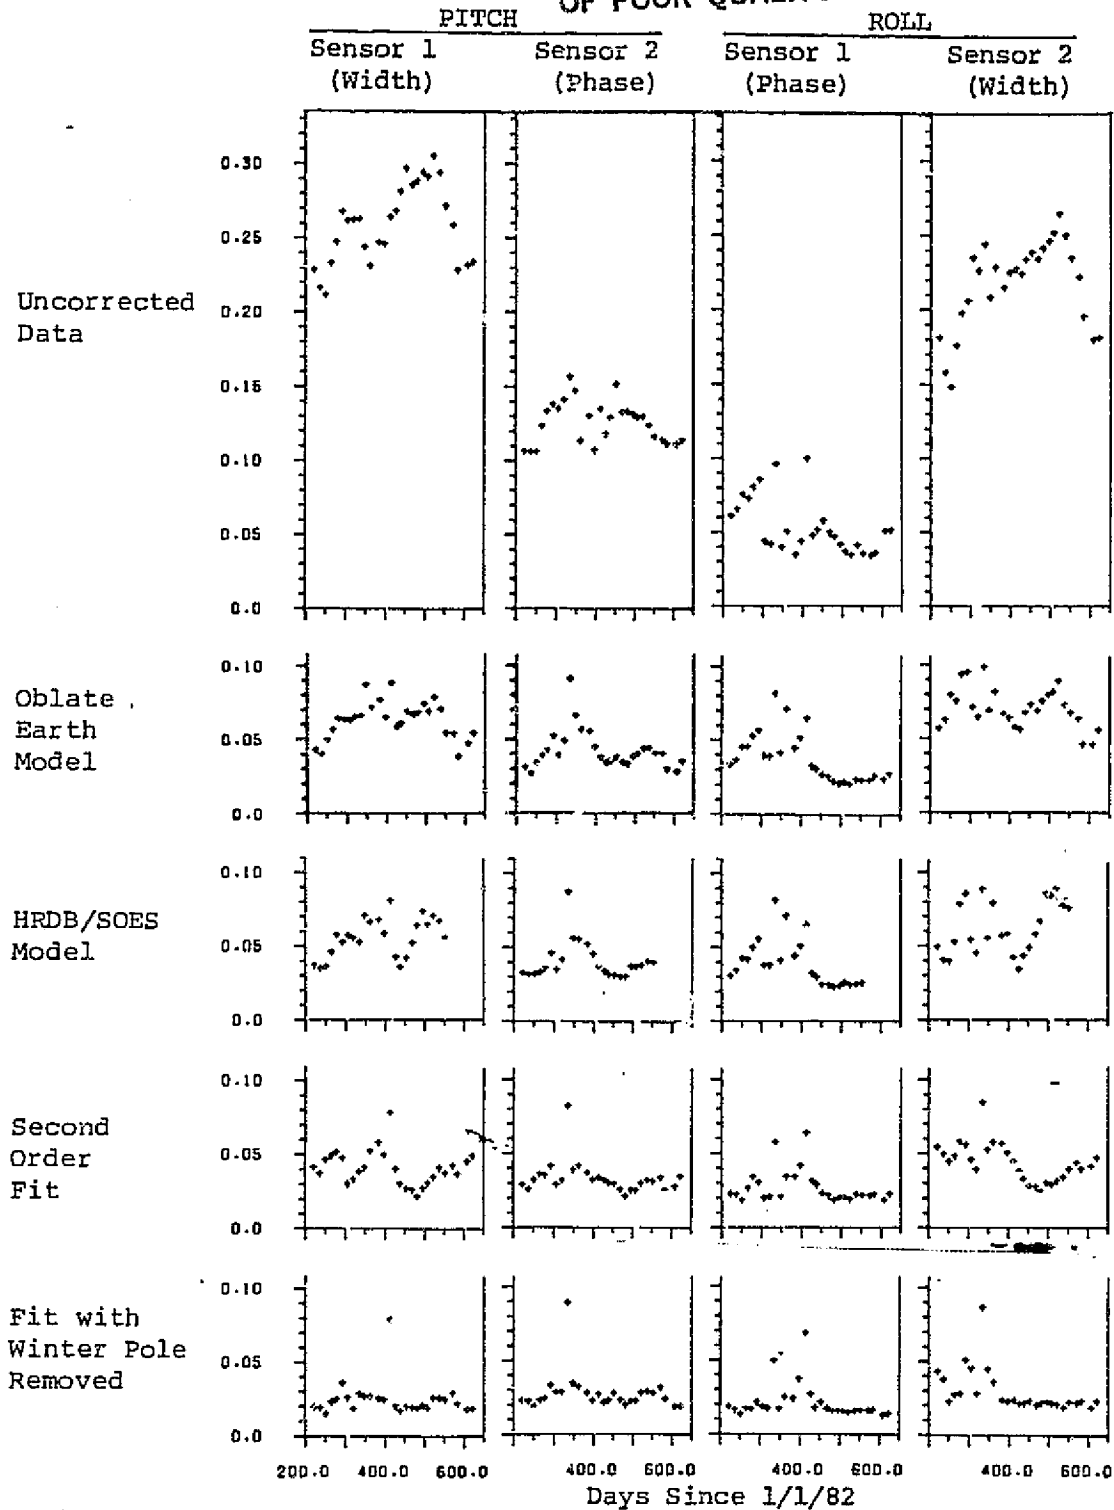 OF POOR
PITCH ROLL
Sensor 1 Sensor 2 Sensor 1 Sensor 2
(Width) (Phase) (Phase) (Width)
0.30
0.25
Uncorrected
Data
0.20
0.15
0.10
0.05
0.0
0.10
Oblate
Earth
Model
0.05
0.0
0.10
HRDB/SOES
Model
0.05
0.0
0.10
Second
Order
Fit
0.05
0.0
0.10
Fit with
Winter Pole
Removed
0.05
0.0
200.0 400.0 600.0 400.0 600.0 400.0 600.0 400.0 600.0
Days Since 1/1/82